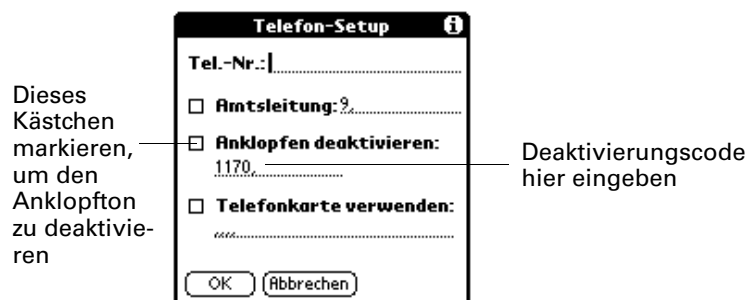 Telefon-Setup i
Tel.-Nr.:
Amtsleitung: 9,
Anklopfen deaktivieren:
1170,
Telefonkarte verwenden:
,,,,
OK Abbrechen
Dieses
Kästchen
markieren,
um den
Anklopfton
zu deaktivie-
ren
Deaktivierungscode
hier eingeben